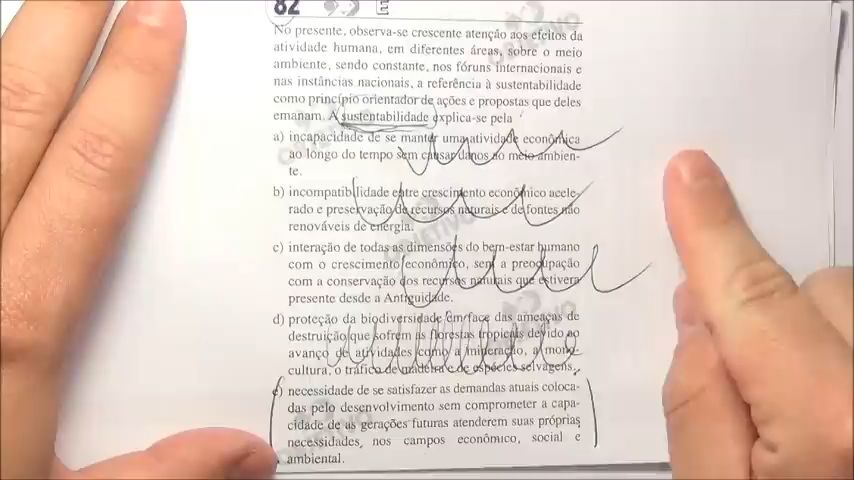 82 E
No presente, observa-se crescente atenção aos efeitos da
atividade humana, em diferentes áreas, sobre o meio
ambiente, sendo constante, nos fóruns internacionais e
nas instâncias nacionais, a referência à sustentabilidade
como princípio orientador de ações e propostas que deles
emanam. A sustentabilidade explica-se pela
a) incapacidade de se manter uma atividade econômica
ao longo do tempo sem causar danos ao meio ambien-
te.
b) incompatibilidade entre crescimento econômico acele-
rado e preservação de recursos naturais e de fontes não
renováveis de energia.
c) interação de todas as dimensões do bem-estar humano
com o crescimento econômico, sem a preocupação
com a conservação dos recursos naturais que estivera
presente desde a Antiguidade.
d) proteção da biodiversidade em face das ameaças de
destruição que sofrem as florestas tropicais devido ao
avanço de atividades como a mineração, a mono-
cultura, o tráfico de madeira e de espécies selvagens.
e) necessidade de se satisfazer as demandas atuais coloca-
das pelo desenvolvimento sem comprometer a capa-
cidade de as gerações futuras atenderem suas próprias
necessidades, nos campos econômico, social e
ambiental.